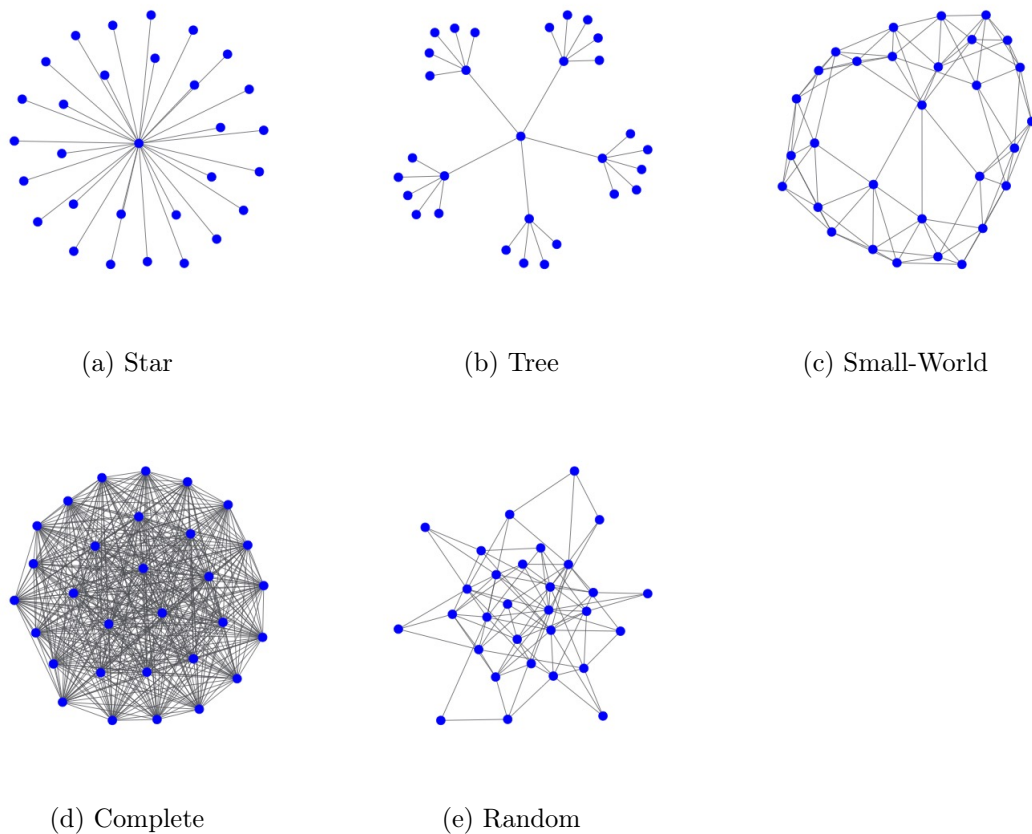 (a) Star
(b) Tree
(c) Small-World
(d) Complete
(e) Random